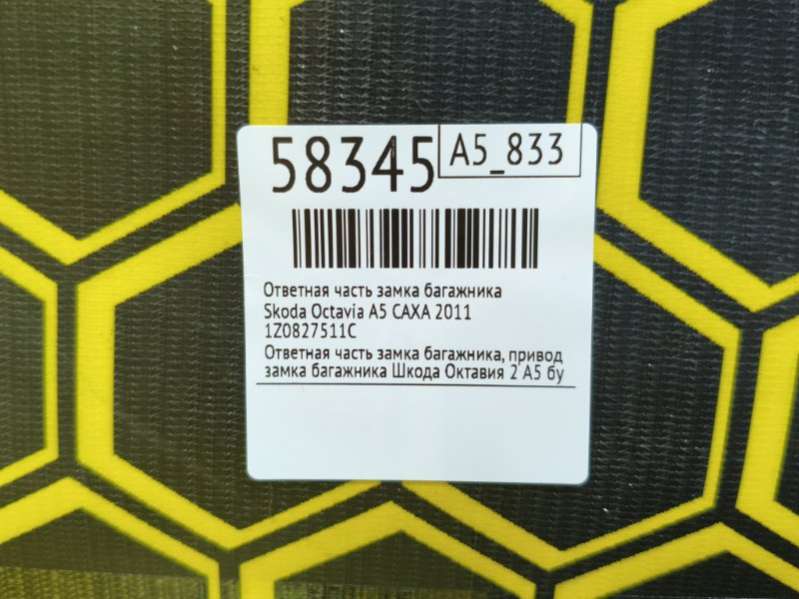 58345 A5_833
Ответная часть замка багажника
Skoda Octavia A5 CAXA 2011
1Z0827511C
Ответная часть замка багажника, привод
замка багажника Шкода Октавия 2 А5 бу